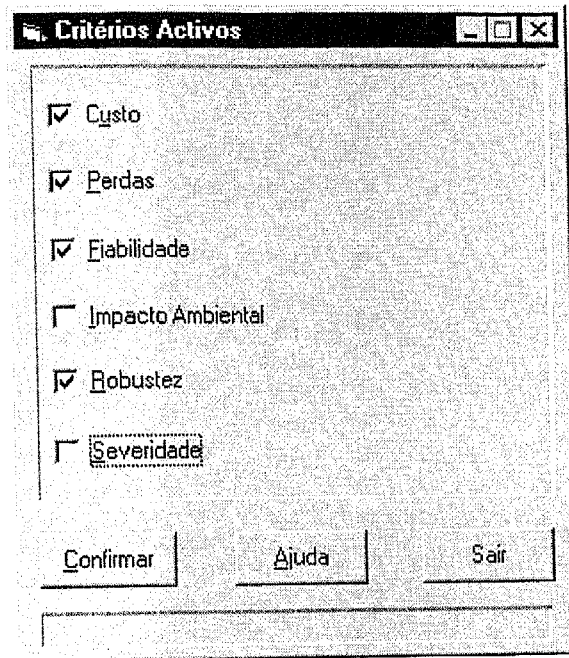 Critérios Activos
Custo
Perdas
Fiabilidade
Impacto Ambiental
Robustez
Severidade
Confirmar Ajuda Sair